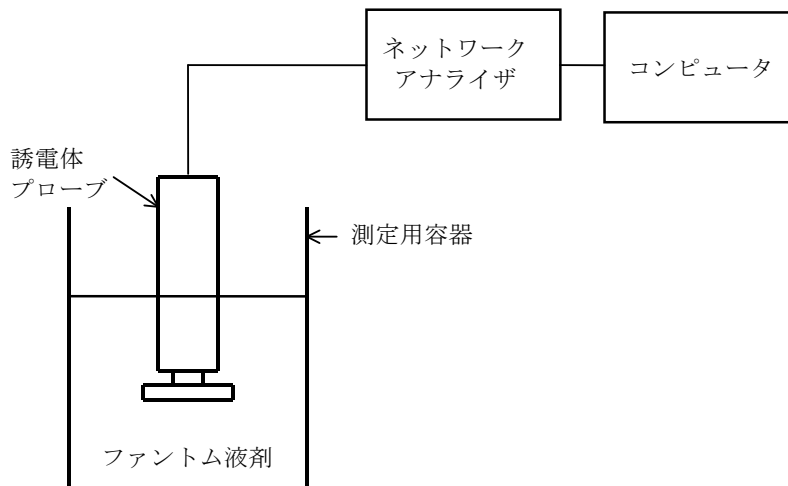 ネットワーク
アナライザ
コンピュータ
誘電体
プローブ
測定用容器
ファントム液剤